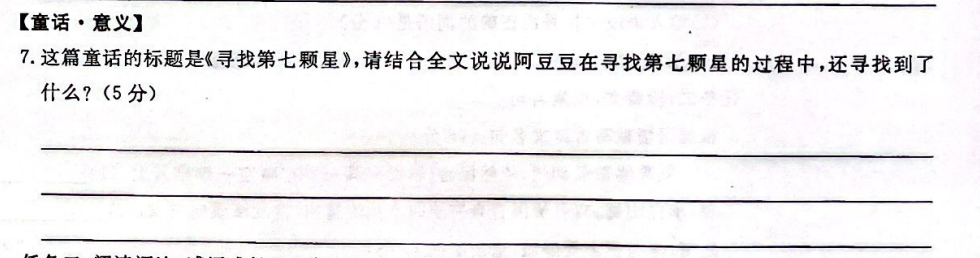 【童话·意义】
7. 这篇童话的标题是《寻找第七颗星》,请结合全文说说阿豆豆在寻找第七颗星的过程中,还寻找到了
什么?(5分)